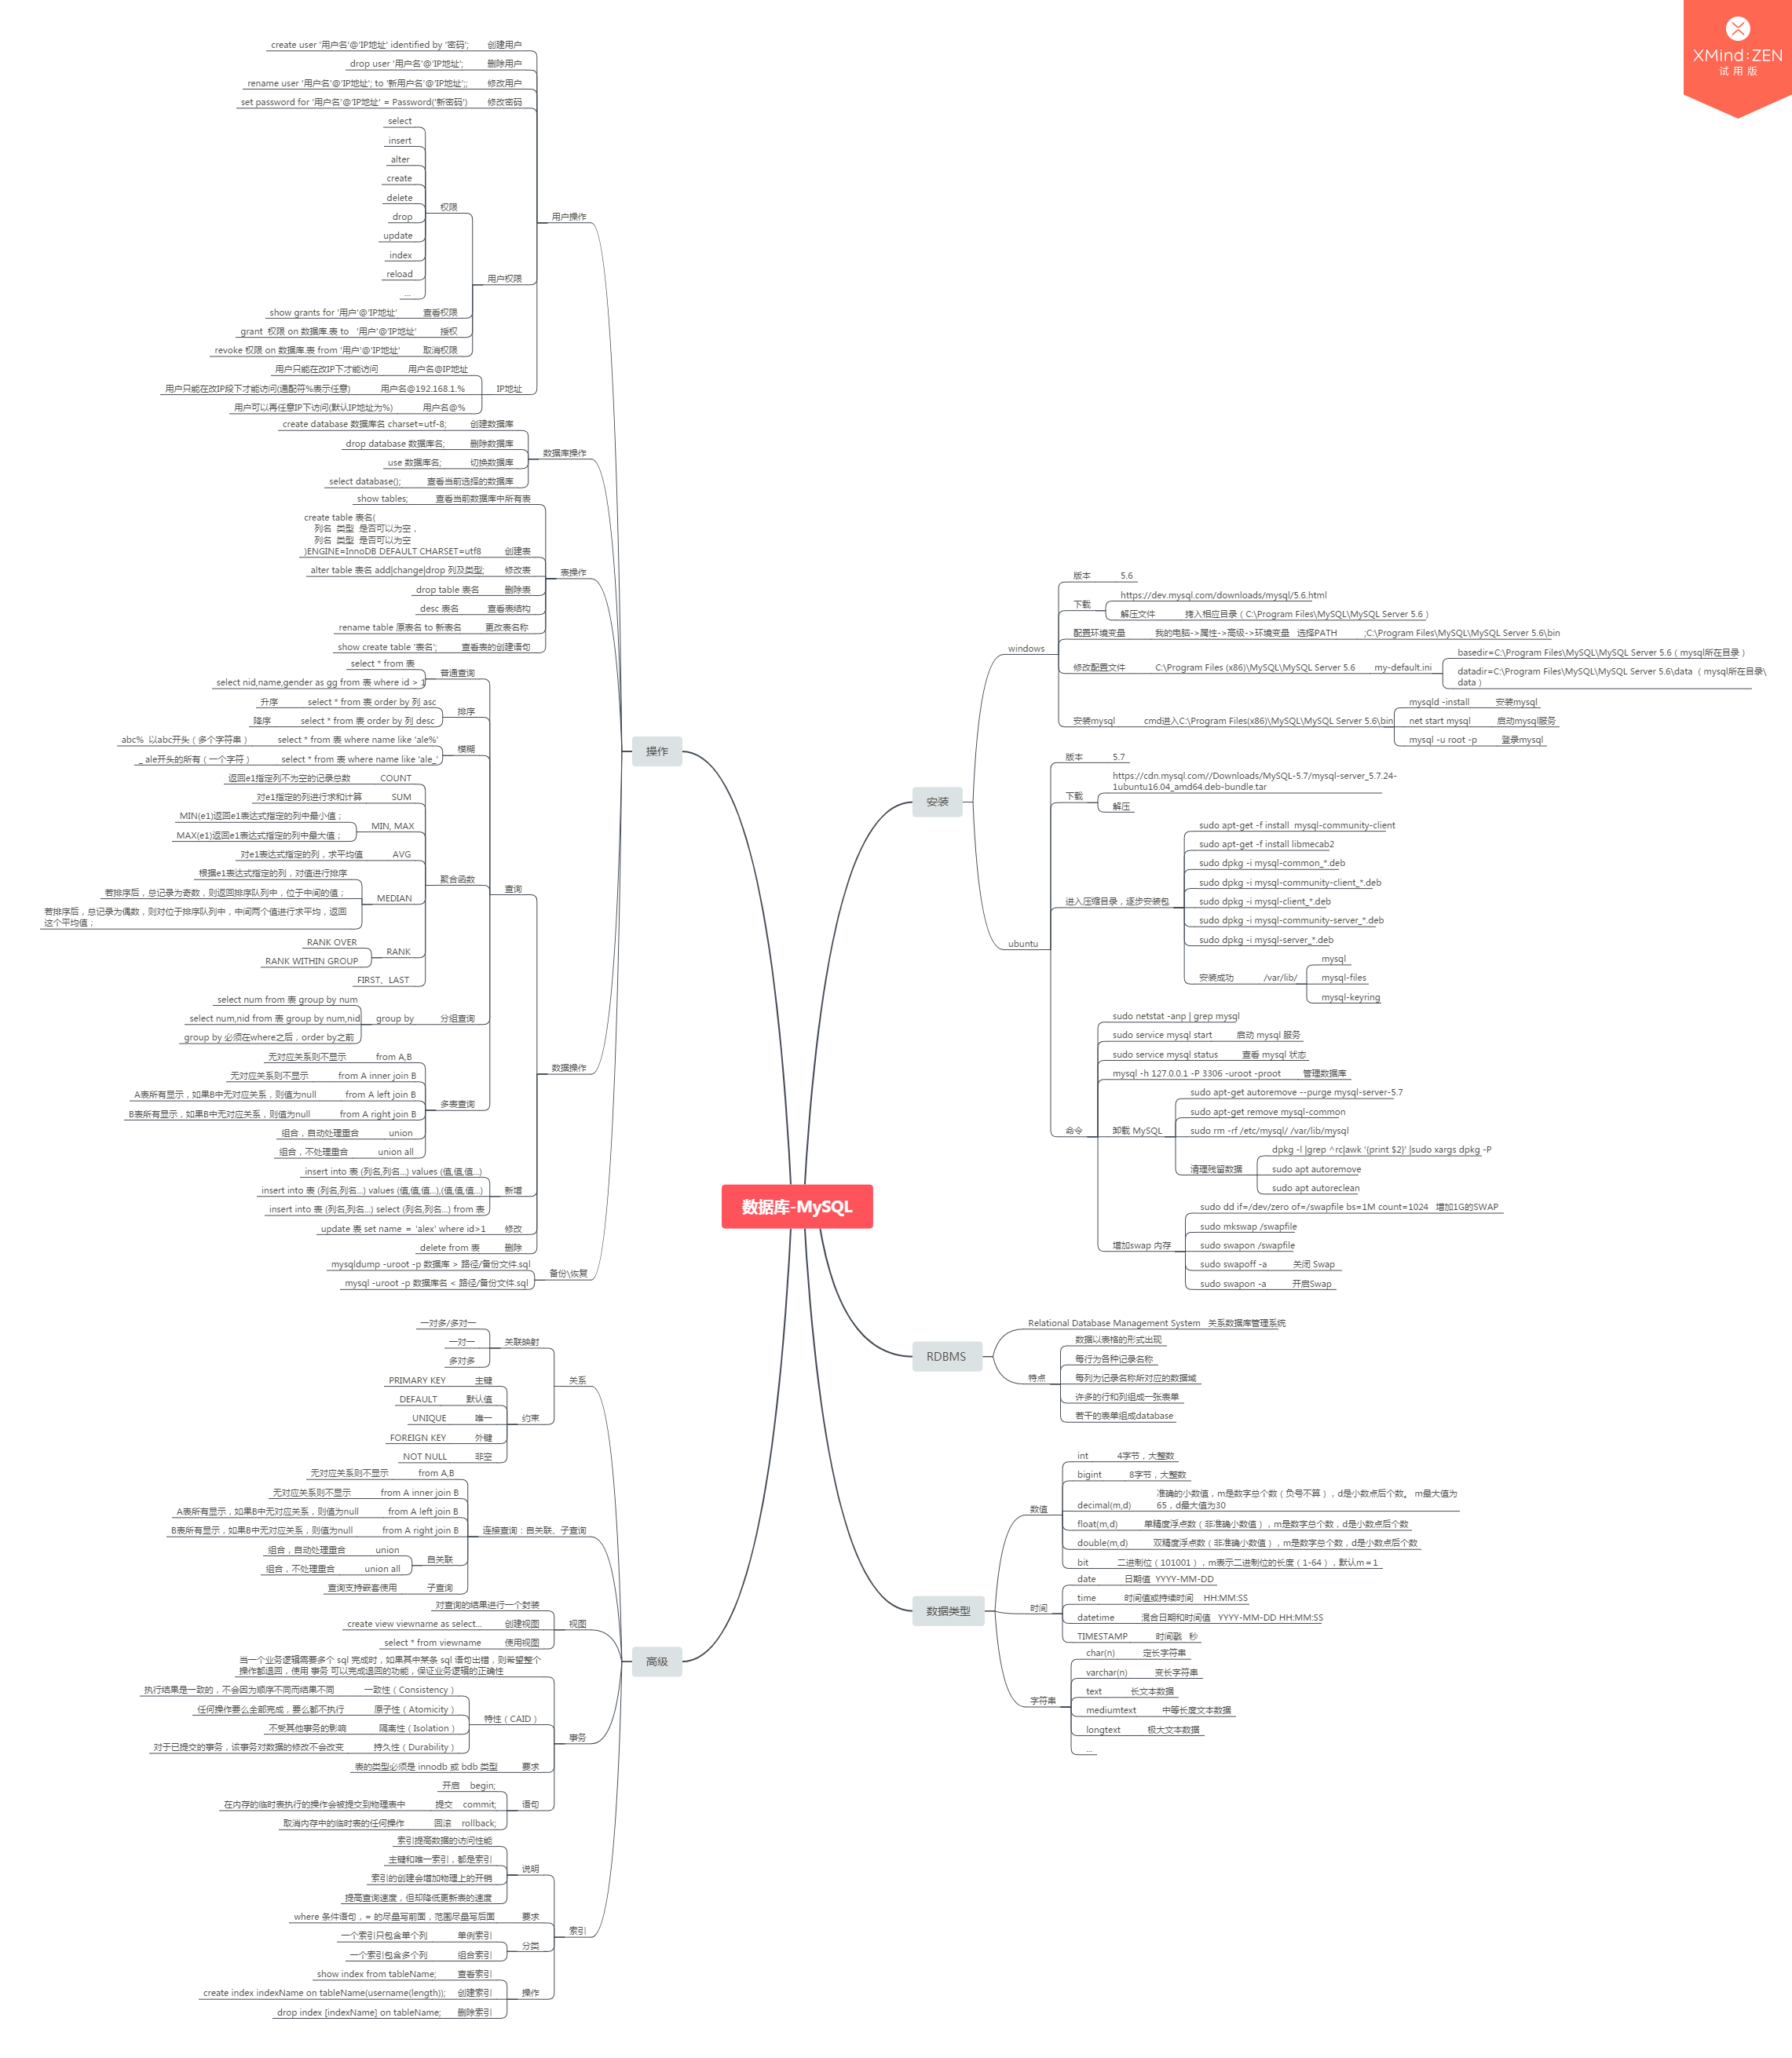 XMind:ZEN
试用版
数据库-MySQL
操作
用户操作
create user '用户名'@'IP地址' identified by '密码'; 创建用户
drop user '用户名'@'IP地址'; 删除用户
rename user '用户名'@'IP地址'; to '新用户名'@'IP地址';; 修改用户
set password for '用户名'@'IP地址' = Password('新密码') 修改密码
用户权限
权限
select
insert
alter
create
delete
drop
update
index
reload
...
show grants for '用户'@'IP地址' 查看权限
grant 权限 on 数据库.表 to '用户'@'IP地址' 授权
revoke 权限 on 数据库.表 from '用户'@'IP地址' 取消权限
IP地址
用户只能在改IP下才能访问 用户名@IP地址
用户只能在改IP段下才能访问(通配符%表示任意) 用户名@192.168.1.%
用户可以再任意IP下访问(默认IP地址为%) 用户名@%
数据库操作
create database 数据库名 charset=utf-8; 创建数据库
drop database 数据库名; 删除数据库
use 数据库名; 切换数据库
select database(); 查看当前选择的数据库
表操作
show tables; 查看当前数据库中所有表
create table 表名(
列名 类型 是否可以为空，
列名 类型 是否可以为空
)ENGINE=InnoDB DEFAULT CHARSET=utf8 创建表
alter table 表名 add|change|drop 列及类型; 修改表
drop table 表名 删除表
desc 表名 查看表结构
rename table 原表名 to 新表名 更改表名称
show create table '表名'; 查看表的创建语句
数据操作
查询
普通查询
select * from 表
select nid,name,gender as gg from 表 where id > 1
排序
升序 select * from 表 order by 列 asc
降序 select * from 表 order by 列 desc
模糊
abc% 以abc开头（多个字符串） select * from 表 where name like 'ale%'
_ ale开头的所有（一个字符） select * from 表 where name like 'ale_'
聚合函数
返回e1指定列不为空的记录总数 COUNT
对e1指定的列进行求和计算 SUM
MIN(e1)返回e1表达式指定的列中最小值；
MIN, MAX
MAX(e1)返回e1表达式指定的列中最大值；
对e1表达式指定的列，求平均值 AVG
根据e1表达式指定的列，对值进行排序
若排序后，总记录为奇数，则返回排序队列中，位于中间的值；
MEDIAN
若排序后，总记录为偶数，则对位于排序队列中，中间两个值进行求平均，返回
这个平均值；
RANK OVER
RANK
RANK WITHIN GROUP
FIRST、LAST
分组查询
group by
select num from 表 group by num
select num,nid from 表 group by num,nid
group by 必须在where之后，order by之前
多表查询
无对应关系则不显示 from A,B
无对应关系则不显示 from A inner join B
A表所有显示，如果B中无对应关系，则值为null from A left join B
B表所有显示，如果B中无对应关系，则值为null from A right join B
组合，自动处理重合 union
组合，不处理重合 union all
新增
insert into 表 (列名,列名...) values (值,值,值...)
insert into 表 (列名,列名...) values (值,值,值...),(值,值,值...)
insert into 表 (列名,列名...) select (列名,列名...) from 表
update 表 set name = 'alex' where id>1 修改
delete from 表 删除
备份\恢复
mysqldump -uroot -p 数据库 > 路径/备份文件.sql
mysql -uroot -p 数据库名 < 路径/备份文件.sql
高级
关系
关联映射
一对多/多对一
一对一
多对多
约束
PRIMARY KEY 主键
DEFAULT 默认值
UNIQUE 唯一
FOREIGN KEY 外键
NOT NULL 非空
连接查询：自关联、子查询
无对应关系则不显示 from A,B
无对应关系则不显示 from A inner join B
A表所有显示，如果B中无对应关系，则值为null from A left join B
B表所有显示，如果B中无对应关系，则值为null from A right join B
自关联
组合，自动处理重合 union
组合，不处理重合 union all
查询支持嵌套使用 子查询
视图
对查询的结果进行一个封装
create view viewname as select... 创建视图
select * from viewname 使用视图
事务
当一个业务逻辑需要多个 sql 完成时，如果其中某条 sql 语句出错，则希望整个
操作都退回，使用 事务 可以完成退回的功能，保证业务逻辑的正确性
特性（CAID）
执行结果是一致的，不会因为顺序不同而结果不同 一致性（Consistency）
任何操作要么全部完成，要么都不执行 原子性（Atomicity）
不受其他事务的影响 隔离性（Isolation）
对于已提交的事务，该事务对数据的修改不会改变 持久性（Durability）
表的类型必须是 innodb 或 bdb 类型 要求
语句
开启 begin;
在内存的临时表执行的操作会被提交到物理表中 提交 commit;
取消内存中的临时表的任何操作 回滚 rollback;
索引
说明
索引提高数据的访问性能
主键和唯一索引，都是索引
索引的创建会增加物理上的开销
提高查询速度，但却降低更新表的速度
where 条件语句，= 的尽量写前面，范围尽量写后面 要求
分类
一个索引只包含单个列 单例索引
一个索引包含多个列 组合索引
操作
show index from tableName; 查看索引
create index indexName on tableName(username(length)); 创建索引
drop index [indexName] on tableName; 删除索引
安装
windows
版本 5.6
下载
https://dev.mysql.com/downloads/mysql/5.6.html
解压文件 拷入相应目录（C:\Program Files\MySQL\MySQL Server 5.6）
配置环境变量 我的电脑->属性->高级->环境变量 选择PATH ;C:\Program Files\MySQL\MySQL Server 5.6\bin
修改配置文件 C:\Program Files (x86)\MySQL\MySQL Server 5.6 my-default.ini
basedir=C:\Program Files\MySQL\MySQL Server 5.6（mysql所在目录）
datadir=C:\Program Files\MySQL\MySQL Server 5.6\data （mysql所在目录\
data）
安装mysql cmd进入C:\Program Files(x86)\MySQL\MySQL Server 5.6\bin
mysqld -install 安装mysql
net start mysql 启动mysql服务
mysql -u root -p 登录mysql
ubuntu
版本 5.7
下载
https://cdn.mysql.com//Downloads/MySQL-5.7/mysql-server_5.7.24-
1ubuntu16.04_amd64.deb-bundle.tar
解压
进入压缩目录，逐步安装包
sudo apt-get -f install mysql-community-client
sudo apt-get -f install libmecab2
sudo dpkg -i mysql-common_*.deb
sudo dpkg -i mysql-community-client_*.deb
sudo dpkg -i mysql-client_*.deb
sudo dpkg -i mysql-community-server_*.deb
sudo dpkg -i mysql-server_*.deb
安装成功 /var/lib/
mysql
mysql-files
mysql-keyring
命令
sudo netstat -anp | grep mysql
sudo service mysql start 启动 mysql 服务
sudo service mysql status 查看 mysql 状态
mysql -h 127.0.0.1 -P 3306 -uroot -proot 管理数据库
卸载 MySQL
sudo apt-get autoremove --purge mysql-server-5.7
sudo apt-get remove mysql-common
sudo rm -rf /etc/mysql/ /var/lib/mysql
清理残留数据
dpkg -l |grep ^rc|awk '{print $2}' |sudo xargs dpkg -P
sudo apt autoremove
sudo apt autoreclean
增加swap 内存
sudo dd if=/dev/zero of=/swapfile bs=1M count=1024 增加1G的SWAP
sudo mkswap /swapfile
sudo swapon /swapfile
sudo swapoff -a 关闭 Swap
sudo swapon -a 开启Swap
RDBMS
Relational Database Management System 关系数据库管理系统
特点
数据以表格的形式出现
每行为各种记录名称
每列为记录名称所对应的数据域
许多的行和列组成一张表单
若干的表单组成database
数据类型
数值
int 4字节，大整数
bigint 8字节，大整数
decimal(m,d) 准确的小数值，m是数字总个数（负号不算），d是小数点后个数。 m最大值为
65，d最大值为30
float(m,d) 单精度浮点数（非准确小数值），m是数字总个数，d是小数点后个数
double(m,d) 双精度浮点数（非准确小数值），m是数字总个数，d是小数点后个数
bit 二进制位（101001），m表示二进制位的长度（1-64），默认m＝1
时间
date 日期值 YYYY-MM-DD
time 时间值或持续时间 HH:MM:SS
datetime 混合日期和时间值 YYYY-MM-DD HH:MM:SS
TIMESTAMP 时间戳 秒
字符串
char(n) 定长字符串
varchar(n) 变长字符串
text 长文本数据
mediumtext 中等长度文本数据
longtext 极大文本数据
...